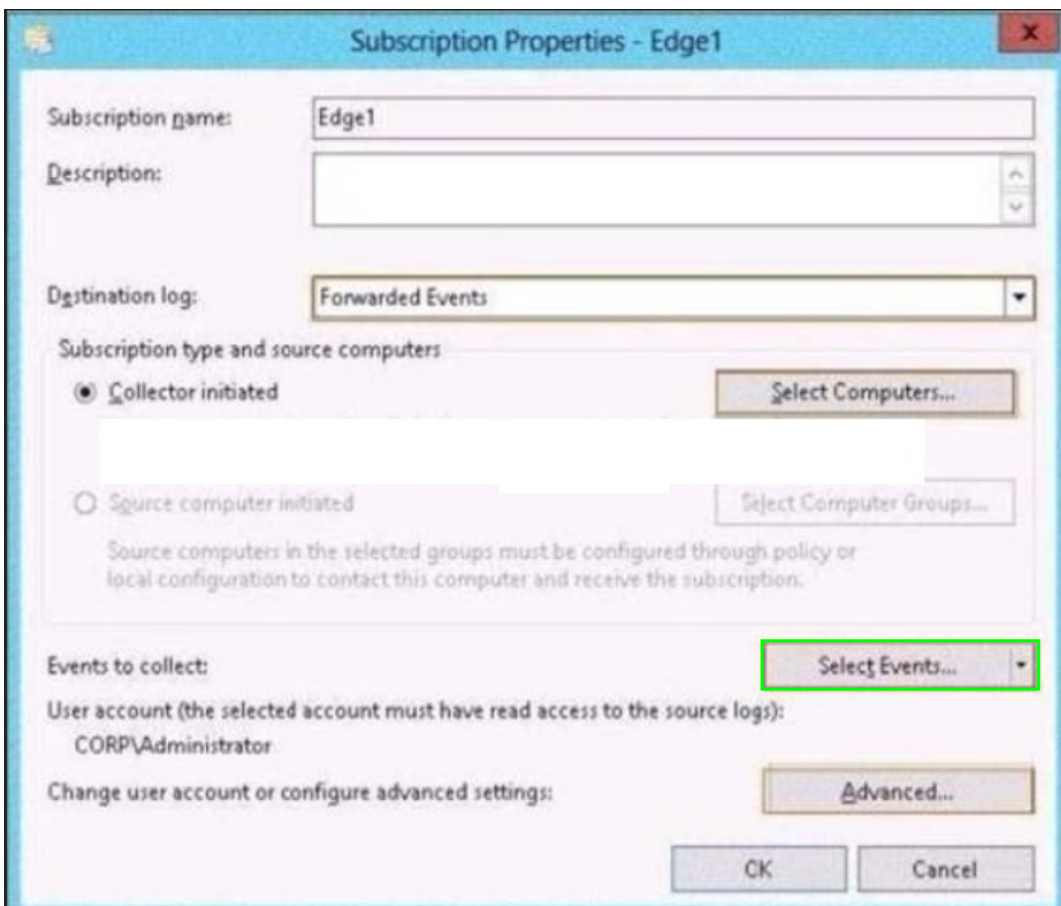 Subscription Properties - Edge1
Subscription name: Edge1
Description:
Destination log: Forwarded Events
Subscription type and source computers
Collector initiated Select Computers...
Source computer initiated Select Computer Groups...
Source computers in the selected groups must be configured through policy or
local configuration to contact this computer and receive the subscription.
Events to collect: Select Events...
User account (the selected account must have read access to the source logs):
CORP\Administrator
Change user account or configure advanced settings: Advanced...
OK Cancel